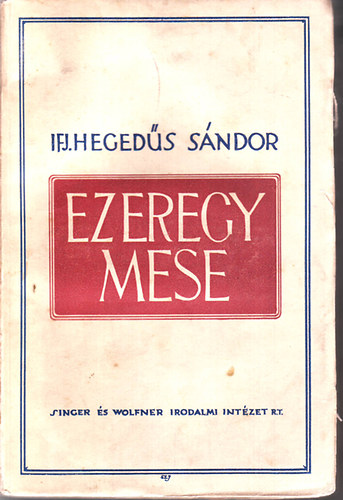 IFJ. HEGEDŰS SÁNDOR
EZEREGY
MESE
SINGER ÉS WOLFNER IRODALMI INTÉZET R.T.